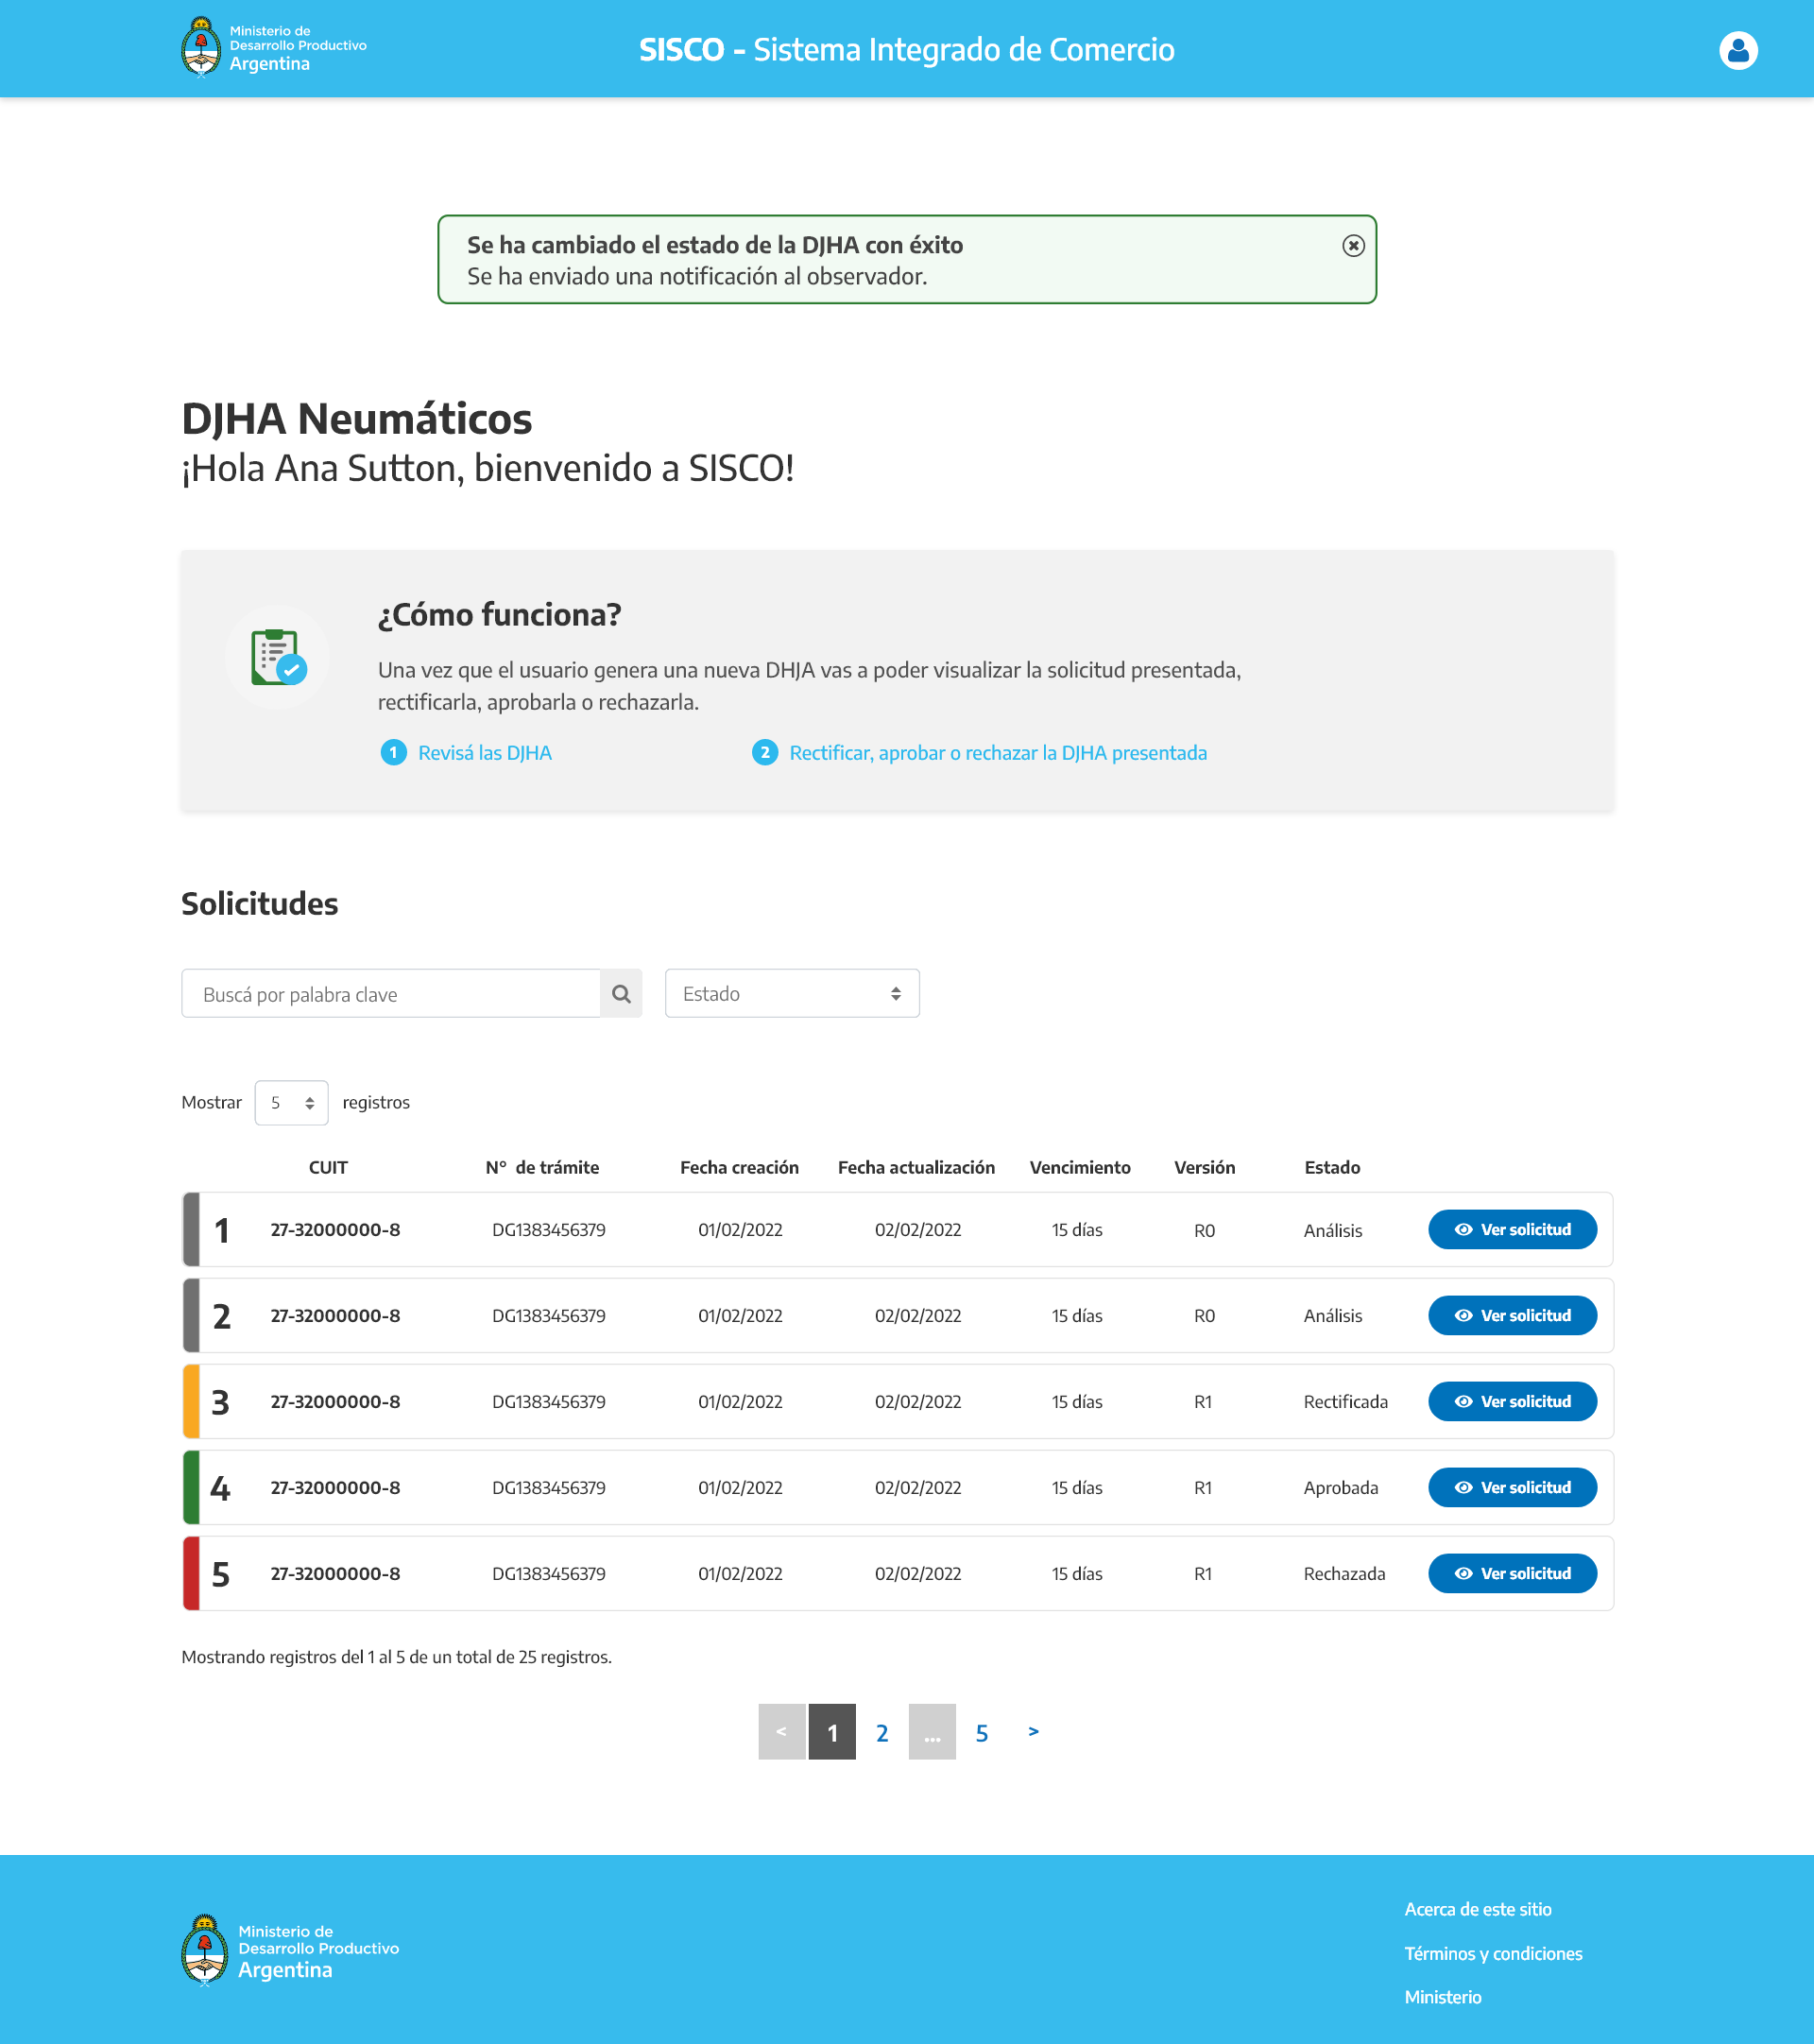 Ministerio de
Desarrollo Productivo
Argentina
SISCO - Sistema Integrado de Comercio
Se ha cambiado el estado de la DJHA con éxito
Se ha enviado una notificación al observador.
DJHA Neumáticos
¡Hola Ana Sutton, bienvenido a SISCO!
¿Cómo funciona?
Una vez que el usuario genera una nueva DHJA vas a poder visualizar la solicitud presentada,
rectificarla, aprobarla o rechazarla.
1 Revisá las DJHA
2 Rectificar, aprobar o rechazar la DJHA presentada
Solicitudes
Buscá por palabra clave
Estado
Mostrar 5 registros
CUIT N° de trámite Fecha creación Fecha actualización Vencimiento Versión Estado
1 27-32000000-8 DG1383456379 01/02/2022 02/02/2022 15 días R0 Análisis Ver solicitud
2 27-32000000-8 DG1383456379 01/02/2022 02/02/2022 15 días R0 Análisis Ver solicitud
3 27-32000000-8 DG1383456379 01/02/2022 02/02/2022 15 días R1 Rectificada Ver solicitud
4 27-32000000-8 DG1383456379 01/02/2022 02/02/2022 15 días R1 Aprobada Ver solicitud
5 27-32000000-8 DG1383456379 01/02/2022 02/02/2022 15 días R1 Rechazada Ver solicitud
Mostrando registros del 1 al 5 de un total de 25 registros.
< 1 2 ... 5 >
Ministerio de
Desarrollo Productivo
Argentina
Acerca de este sitio
Términos y condiciones
Ministerio